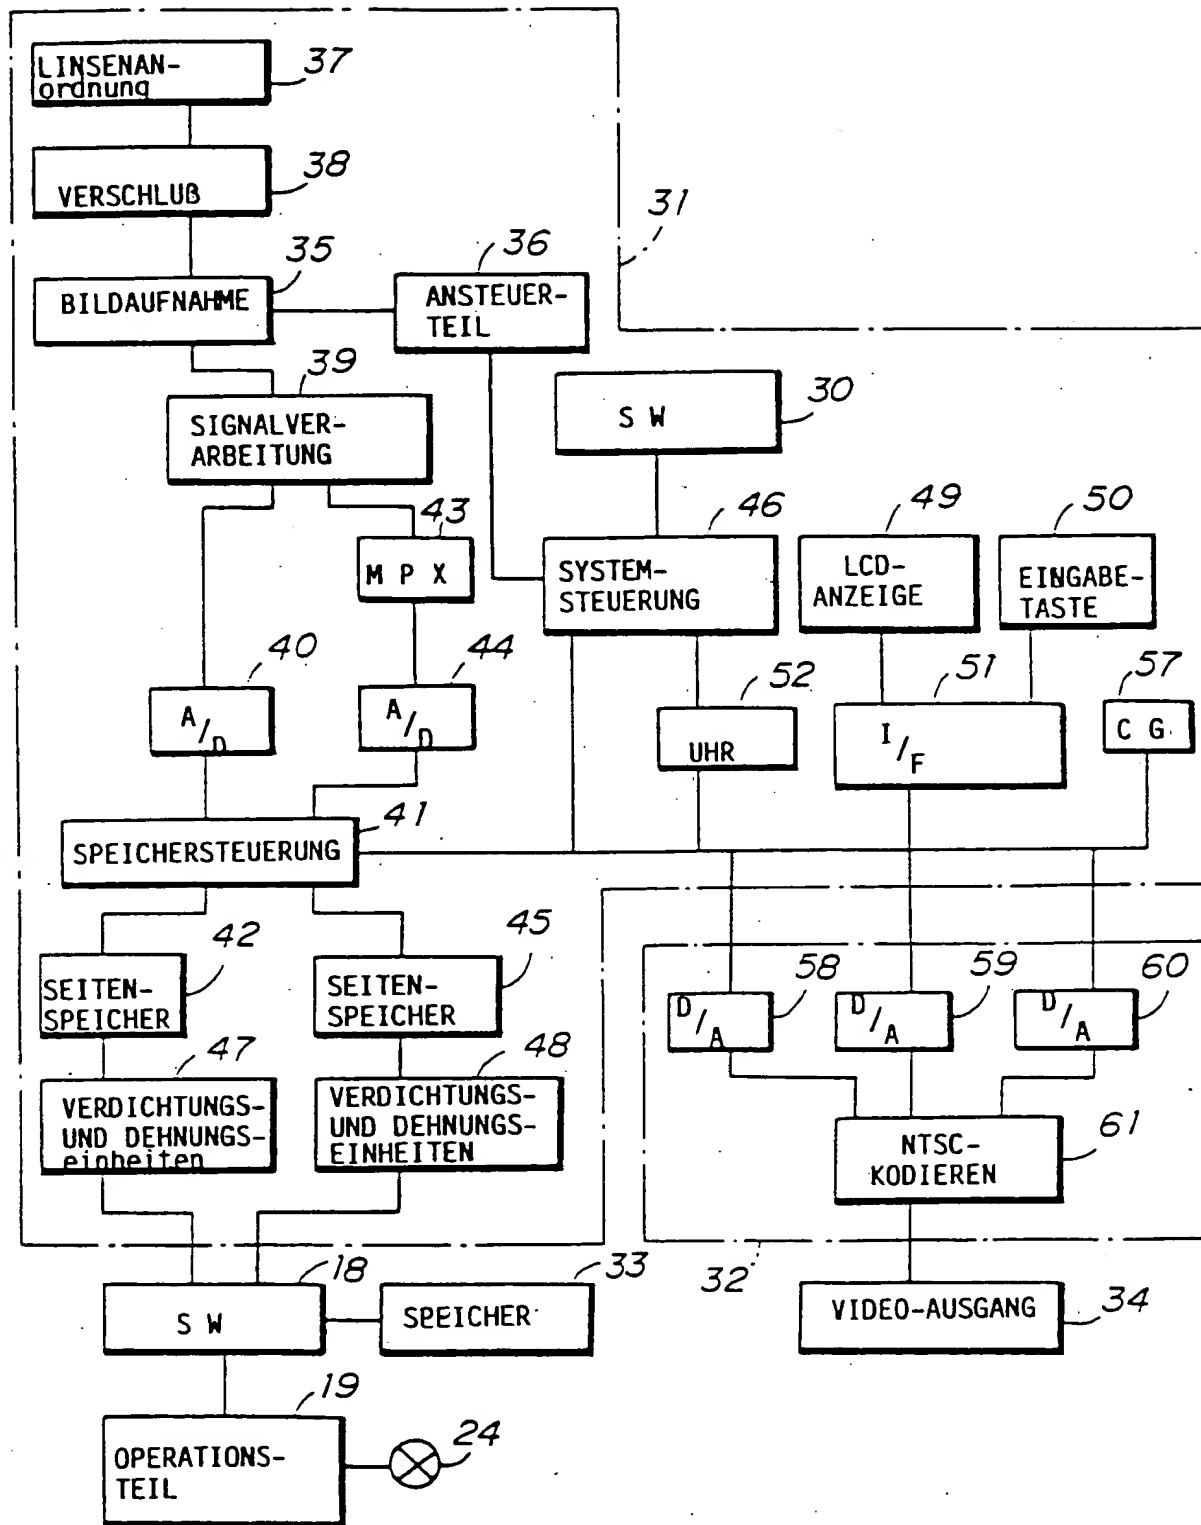 LINSENAN-
ordnung
37
VERSCHLUß
38
31
BILDAUFNAHME
35
ANSTEUER-
TEIL
36
SIGNALVER-
ARBEITUNG
39
S W
30
M P X
43
SYSTEM-
STEUERUNG
46
LCD-
ANZEIGE
49
EINGABE-
TASTE
50
A/D
40
A/D
44
UHR
52
I/F
51
C G
57
SPEICHERSTEUERUNG
41
SEITEN-
SPEICHER
42
SEITEN-
SPEICHER
45
D/A
58
D/A
59
D/A
60
VERDICHTUNGS-
UND DEHNUNGS-
einheiten
47
VERDICHTUNGS-
UND DEHNUNGS-
EINHEITEN
48
NTSC-
KODIEREN
61
32
S W
18
SPEICHER
33
VIDEO-AUSGANG
34
OPERATIONS-
TEIL
19
24